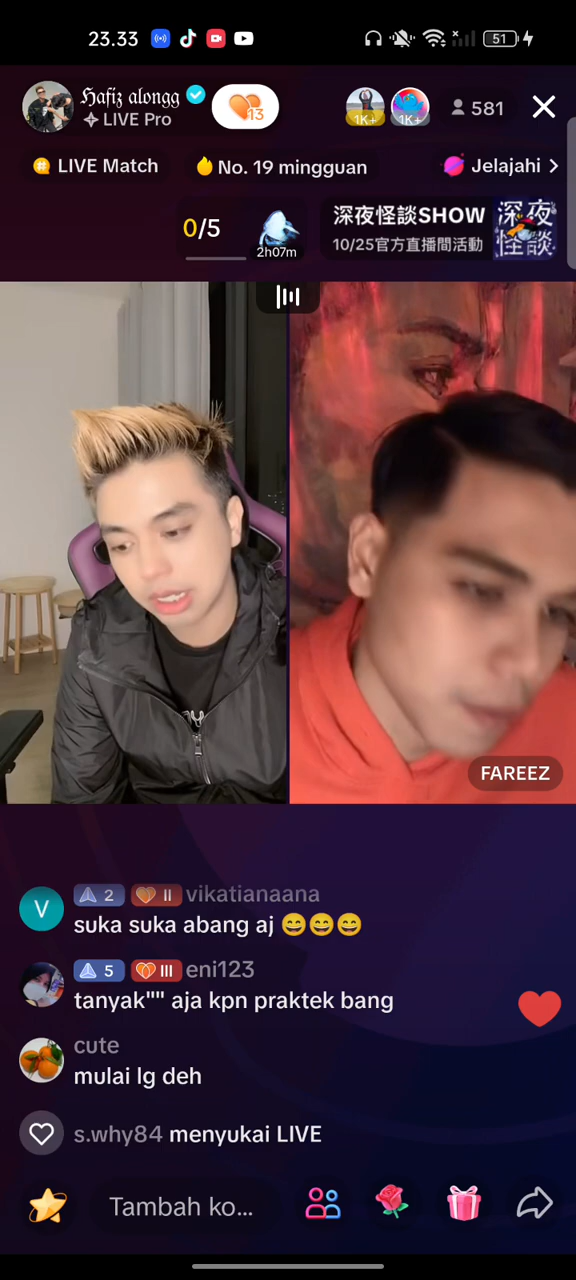 23.33
51
ℌ𝔞𝔣𝔦𝔷 𝔞𝔩𝔬𝔫𝔤𝔤
LIVE Pro
13
1K+
1K+
581
LIVE Match
No. 19 mingguan
Jelajahi
0/5
2h07m
深夜怪談SHOW
10/25官方直播間活動
深夜
怪談
FAREEZ
V
2 II vikatianaana
suka suka abang aj 😄😄😄
5 III eni123
tanyak"" aja kpn praktek bang
cute
mulai lg deh
s.why84 menyukai LIVE
Tambah ko...